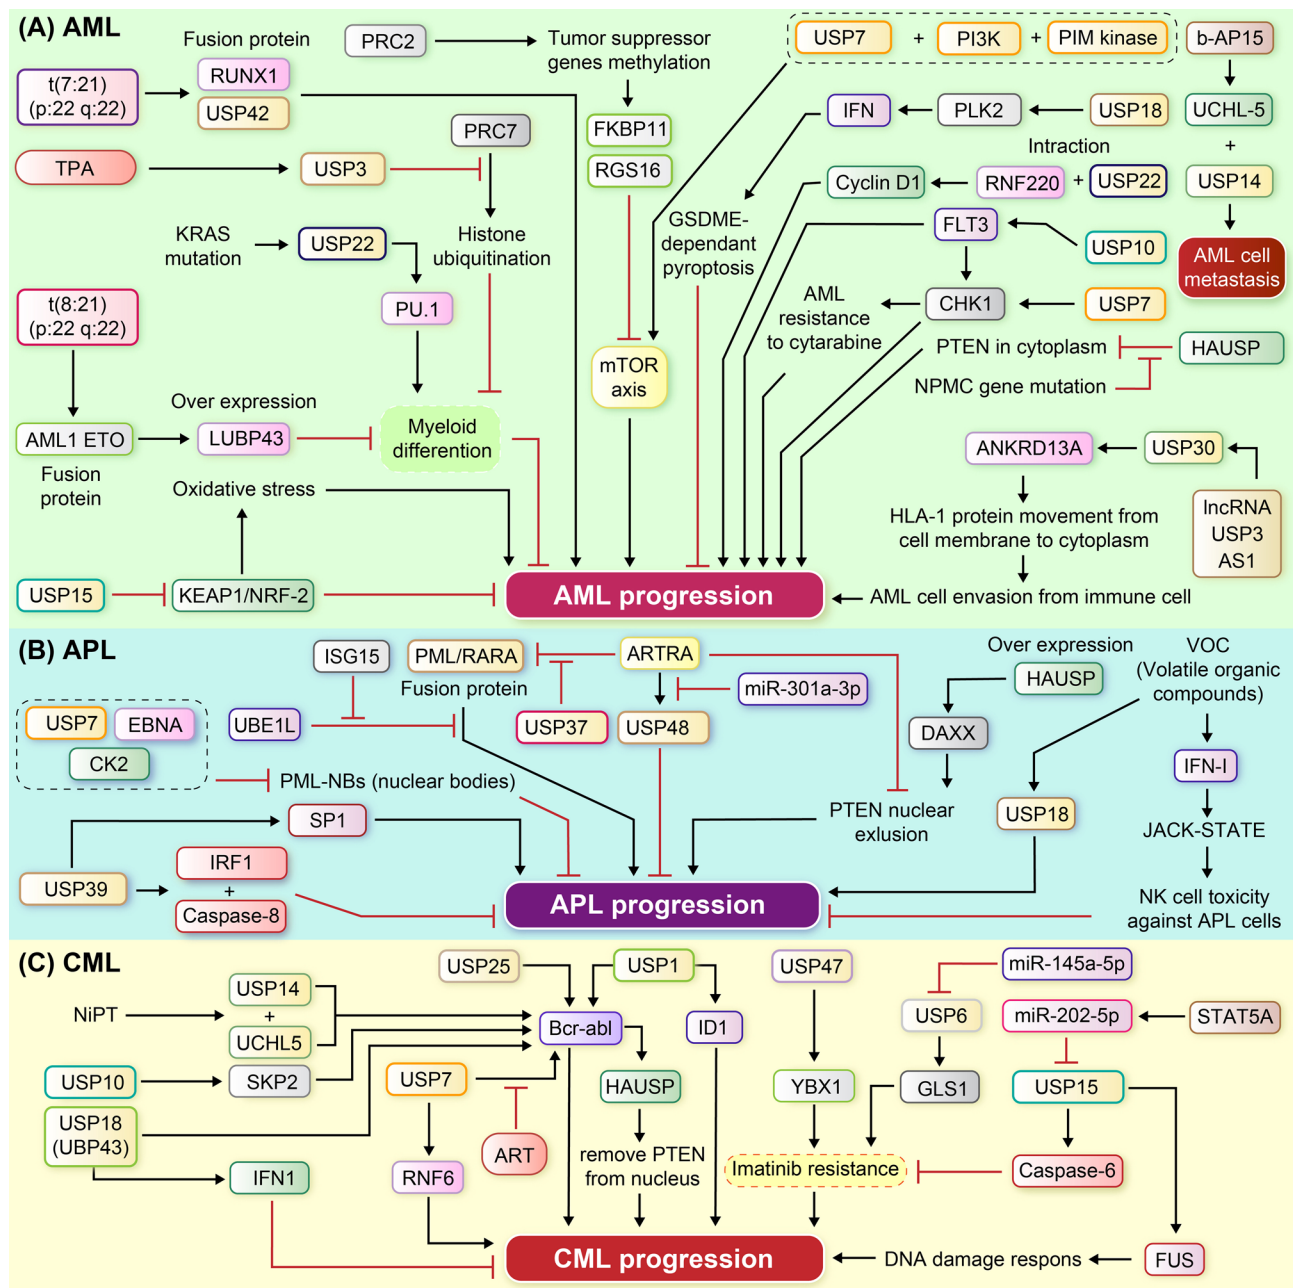 (A) AML
Fusion protein
PRC2
Tumor suppressor
genes methylation
USP7 + PI3K + PIM kinase
b-AP15
t(7:21)
(p:22 q:22)
RUNX1
USP42
FKBP11
RGS16
PRC7
IFN
PLK2
USP18
UCHL-5
Intraction
+
TPA
USP3
Cyclin D1
RNF220 + USP22
USP14
KRAS
mutation
USP22
Histone
ubiquitination
GSDME-
dependant
pyroptosis
FLT3
USP10
AML cell
metastasis
t(8:21)
(p:22 q:22)
PU.1
AML
resistance
to cytarabine
CHK1
USP7
mTOR
axis
PTEN in cytoplasm
HAUSP
NPMC gene mutation
Over expression
AML1 ETO
LUBP43
Myeloid
differention
Fusion
protein
Oxidative stress
ANKRD13A
USP30
lncRNA
USP3
AS1
HLA-1 protein movement from
cell membrane to cytoplasm
USP15
KEAP1/NRF-2
AML progression
AML cell envasion from immune cell
(B) APL
ISG15
PML/RARA
Fusion protein
ARTRA
miR-301a-3p
Over expression
HAUSP
VOC
(Volatile organic
compounds)
USP7
EBNA
CK2
UBE1L
USP37
USP48
DAXX
IFN-I
PML-NBs (nuclear bodies)
PTEN nuclear
exlusion
USP18
SP1
JACK-STATE
USP39
IRF1
+
Caspase-8
APL progression
NK cell toxicity
against APL cells
(C) CML
USP25
USP1
USP47
miR-145a-5p
NiPT
USP14
+
UCHL5
Bcr-abl
ID1
USP6
miR-202-5p
STAT5A
USP10
SKP2
USP7
HAUSP
YBX1
GLS1
USP15
USP18
(UBP43)
ART
remove PTEN
from nucleus
Imatinib resistance
Caspase-6
IFN1
RNF6
CML progression
DNA damage respons
FUS